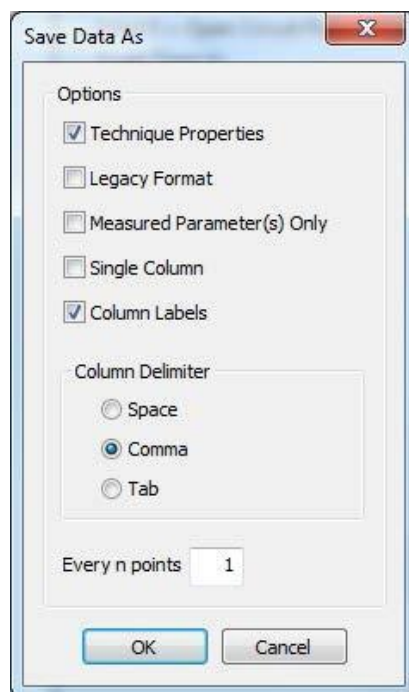 Save Data As
Options
Technique Properties
Legacy Format
Measured Parameter(s) Only
Single Column
Column Labels
Column Delimiter
Space
Comma
Tab
Every n points 1
OK Cancel